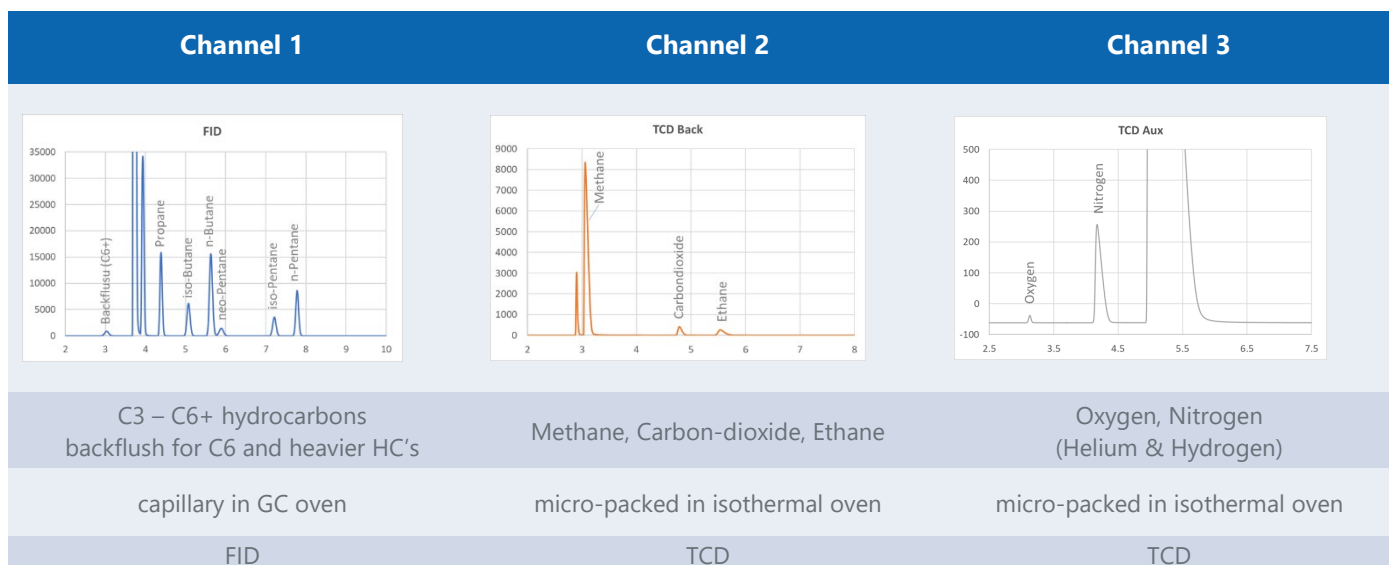 Channel 1
Channel 2
Channel 3
FID
35000
30000
25000
20000
15000
10000
5000
0
2 3 4 5 6 7 8 9 10
Backflusu (C6+)
Propane
iso-Butane
n-Butane
neo-Pentane
iso-Pentane
n-Pentane
TCD Back
9000
8000
7000
6000
5000
4000
3000
2000
1000
0
2 3 4 5 6 7 8
Methane
Carbondioxide
Ethane
TCD Aux
500
400
300
200
100
0
-100
2.5 3.5 4.5 5.5 6.5 7.5
Oxygen
Nitrogen
C3 – C6+ hydrocarbons
backflush for C6 and heavier HC's
Methane, Carbon-dioxide, Ethane
Oxygen, Nitrogen
(Helium & Hydrogen)
capillary in GC oven
micro-packed in isothermal oven
micro-packed in isothermal oven
FID
TCD
TCD